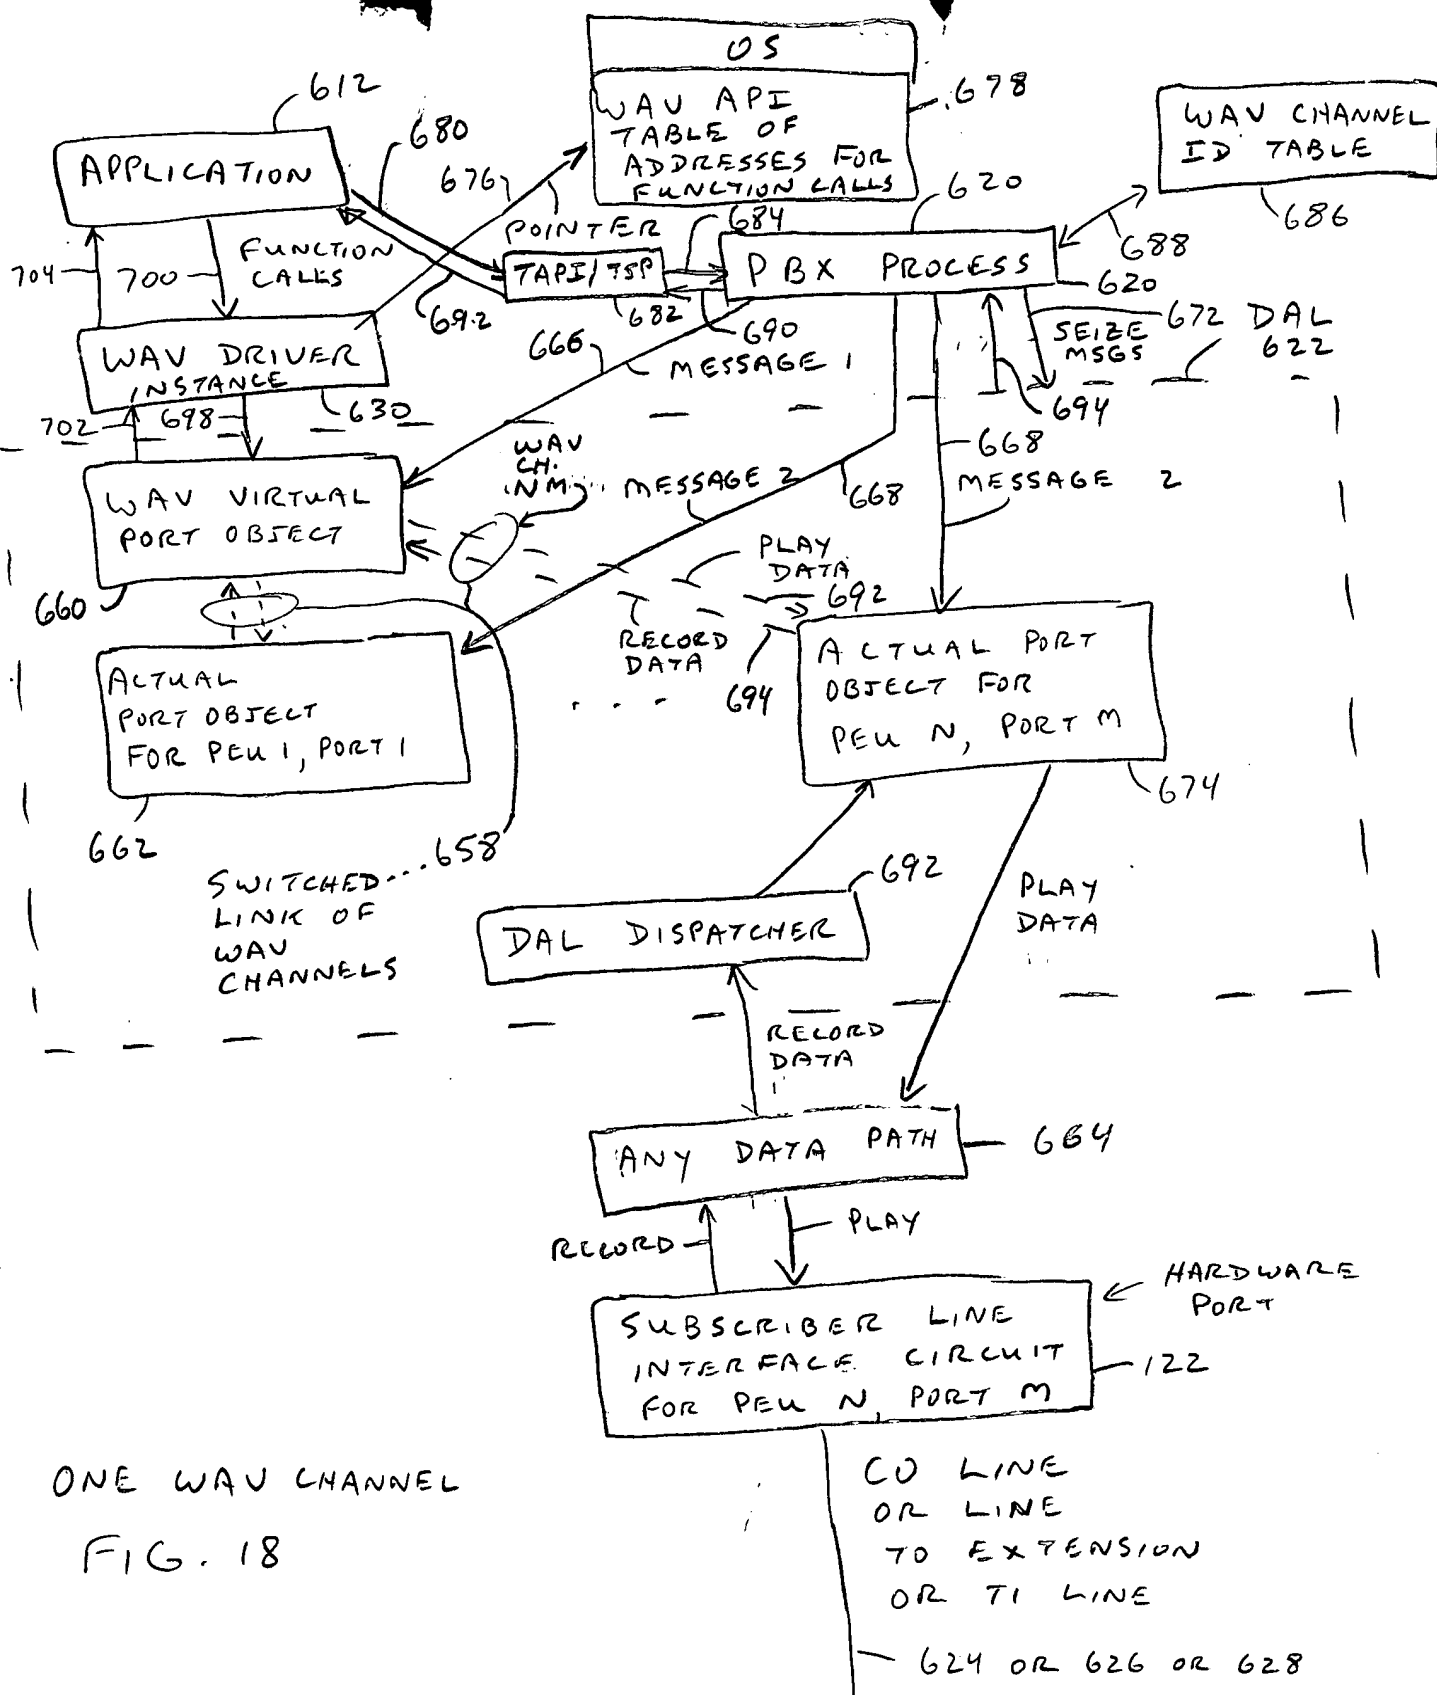 OS
WAV API
TABLE OF
ADDRESSES FOR
FUNCTION CALLS
678
612
APPLICATION
680
676
POINTER
WAV CHANNEL
ID TABLE
686
688
620
684
PBX PROCESS
620
TAPI/TSP
682
690
692
704
700
FUNCTION
CALLS
WAV DRIVER
INSTANCE
630
702
698
666
MESSAGE 1
SEIZE
MSGS
672
DAL
622
694
668
MESSAGE 2
WAV
CH.
NM
MESSAGE 2
668
WAV VIRTUAL
PORT OBJECT
660
PLAY
DATA
692
RECORD
DATA
694
ACTUAL
PORT OBJECT
FOR PEU 1, PORT 1
662
ACTUAL PORT
OBJECT FOR
PEU N, PORT M
674
SWITCHED
LINK OF
WAV
CHANNELS
658
692
DAL DISPATCHER
PLAY
DATA
RECORD
DATA
ANY DATA PATH
664
RECORD
PLAY
HARDWARE
PORT
SUBSCRIBER LINE
INTERFACE CIRCUIT
FOR PEU N, PORT M
122
ONE WAV CHANNEL
FIG. 18
CO LINE
OR LINE
TO EXTENSION
OR T1 LINE
624 OR 626 OR 628